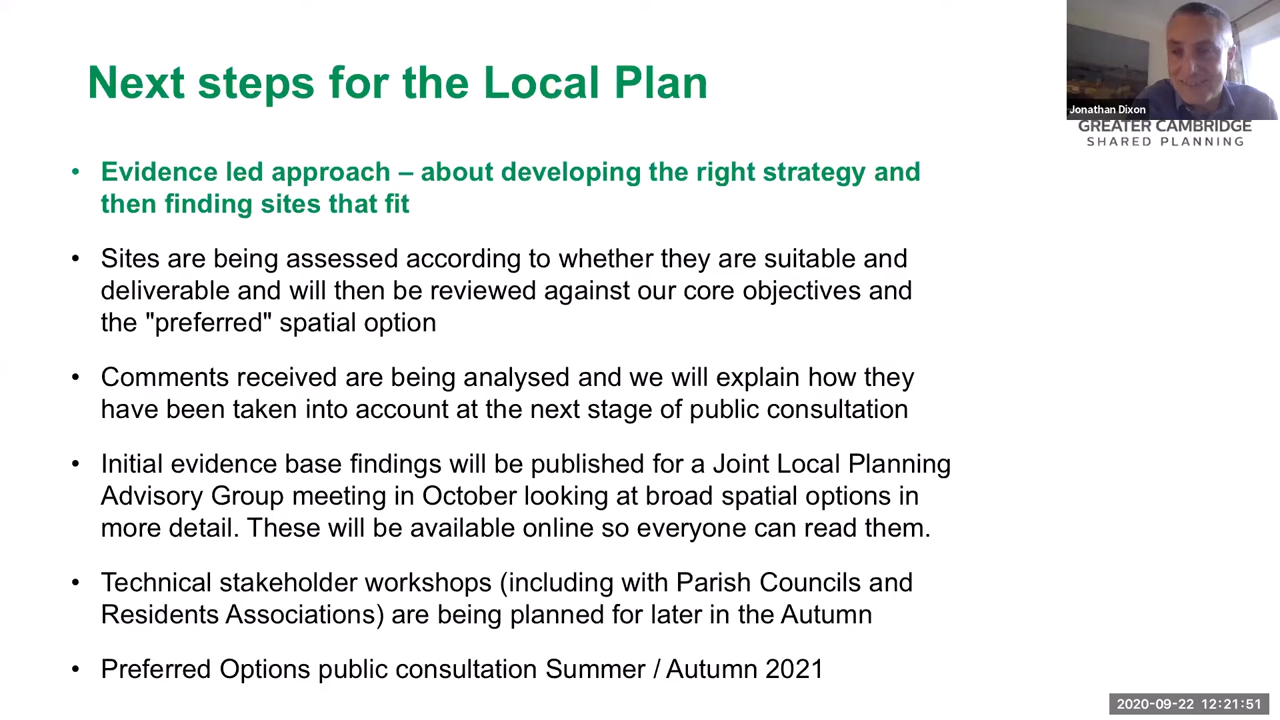 Next steps for the Local Plan
Jonathan Dixon
GREATER CAMBRIDGE
SHARED PLANNING
• Evidence led approach – about developing the right strategy and
then finding sites that fit
• Sites are being assessed according to whether they are suitable and
deliverable and will then be reviewed against our core objectives and
the "preferred" spatial option
• Comments received are being analysed and we will explain how they
have been taken into account at the next stage of public consultation
• Initial evidence base findings will be published for a Joint Local Planning
Advisory Group meeting in October looking at broad spatial options in
more detail. These will be available online so everyone can read them.
• Technical stakeholder workshops (including with Parish Councils and
Residents Associations) are being planned for later in the Autumn
• Preferred Options public consultation Summer / Autumn 2021
2020-09-22 12:21:51